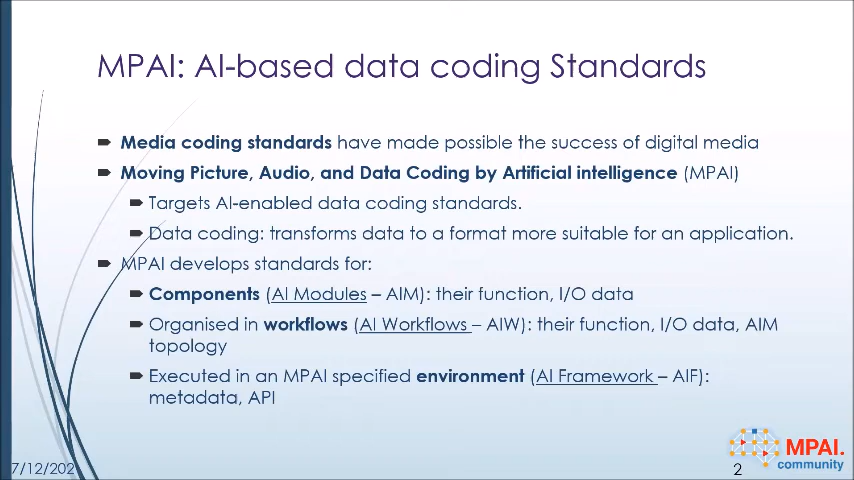 MPAI: AI-based data coding Standards
Media coding standards have made possible the success of digital media
Moving Picture, Audio, and Data Coding by Artificial intelligence (MPAI)
Targets AI-enabled data coding standards.
Data coding: transforms data to a format more suitable for an application.
MPAI develops standards for:
Components (AI Modules – AIM): their function, I/O data
Organised in workflows (AI Workflows – AIW): their function, I/O data, AIM
topology
Executed in an MPAI specified environment (AI Framework – AIF):
metadata, API
MPAI.
community
7/12/202
2